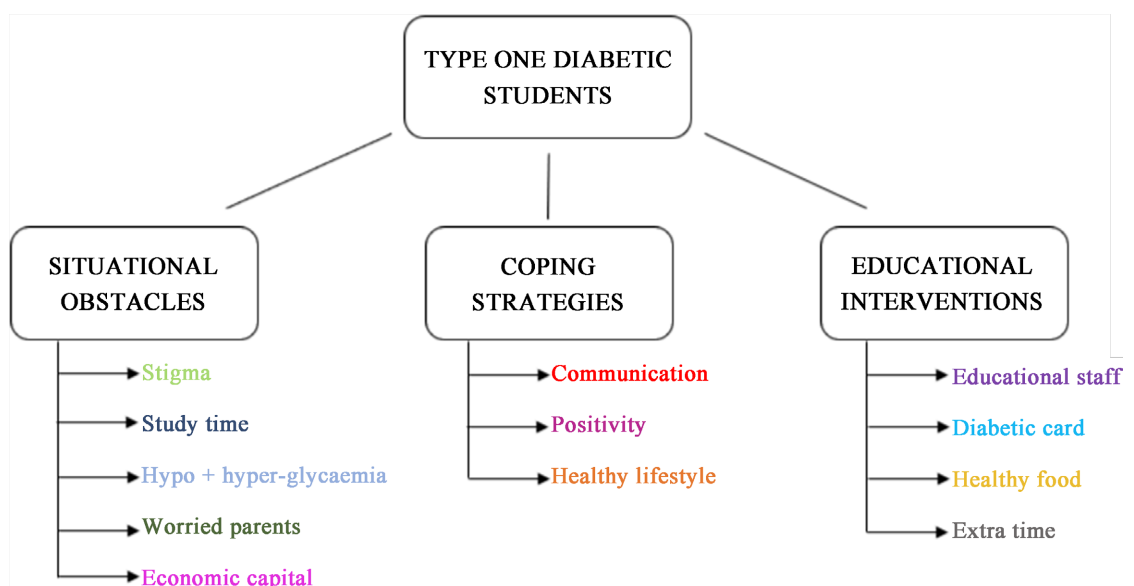 TYPE ONE DIABETIC
STUDENTS
SITUATIONAL
OBSTACLES
Stigma
Study time
Hypo + hyper-glycaemia
Worried parents
Economic capital
COPING
STRATEGIES
Communication
Positivity
Healthy lifestyle
EDUCATIONAL
INTERVENTIONS
Educational staff
Diabetic card
Healthy food
Extra time